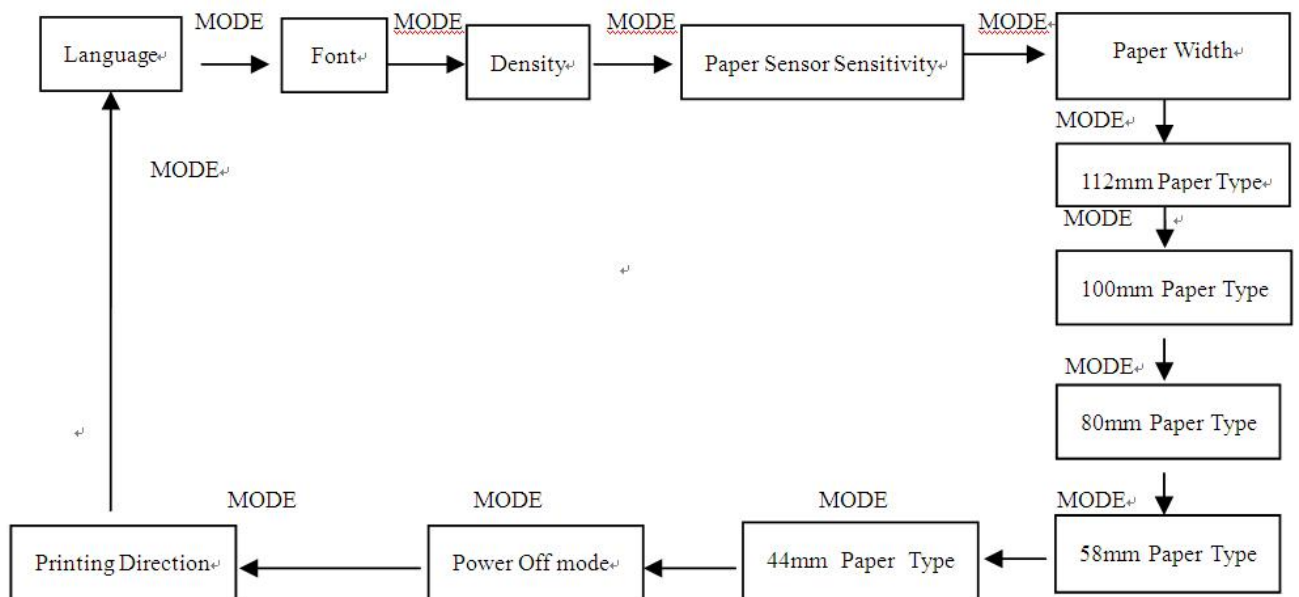 MODE MODE MODE MODE
Language Font Density Paper Sensor Sensitivity Paper Width
MODE
112mm Paper Type
MODE
MODE
100mm Paper Type
MODE
80mm Paper Type
MODE
58mm Paper Type
MODE
44mm Paper Type
MODE
Power Off mode
MODE
Printing Direction